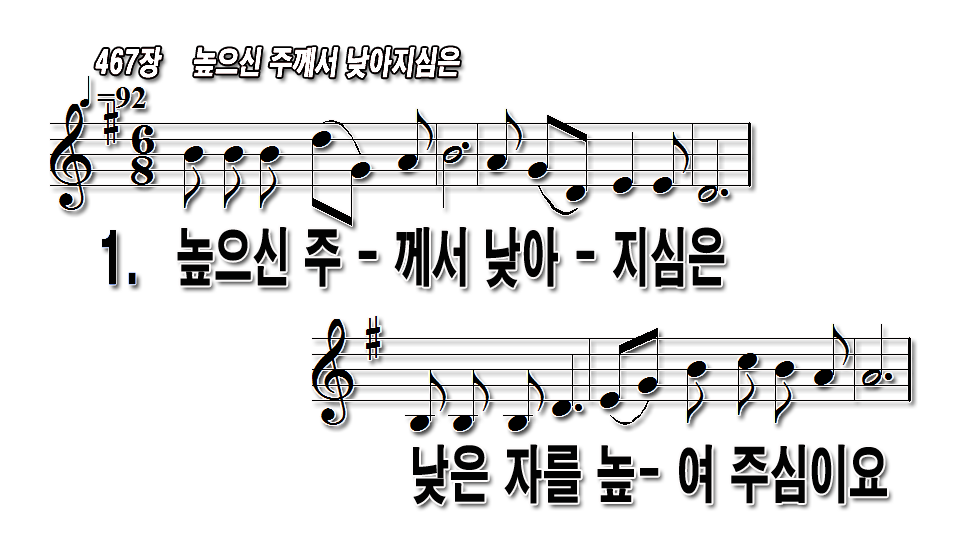 467장 높으신 주께서 낮아지심은
♩=92
6
8
1. 높으신 주 - 께서 낮아 - 지심은
낮은 자를 높- 여 주심이요